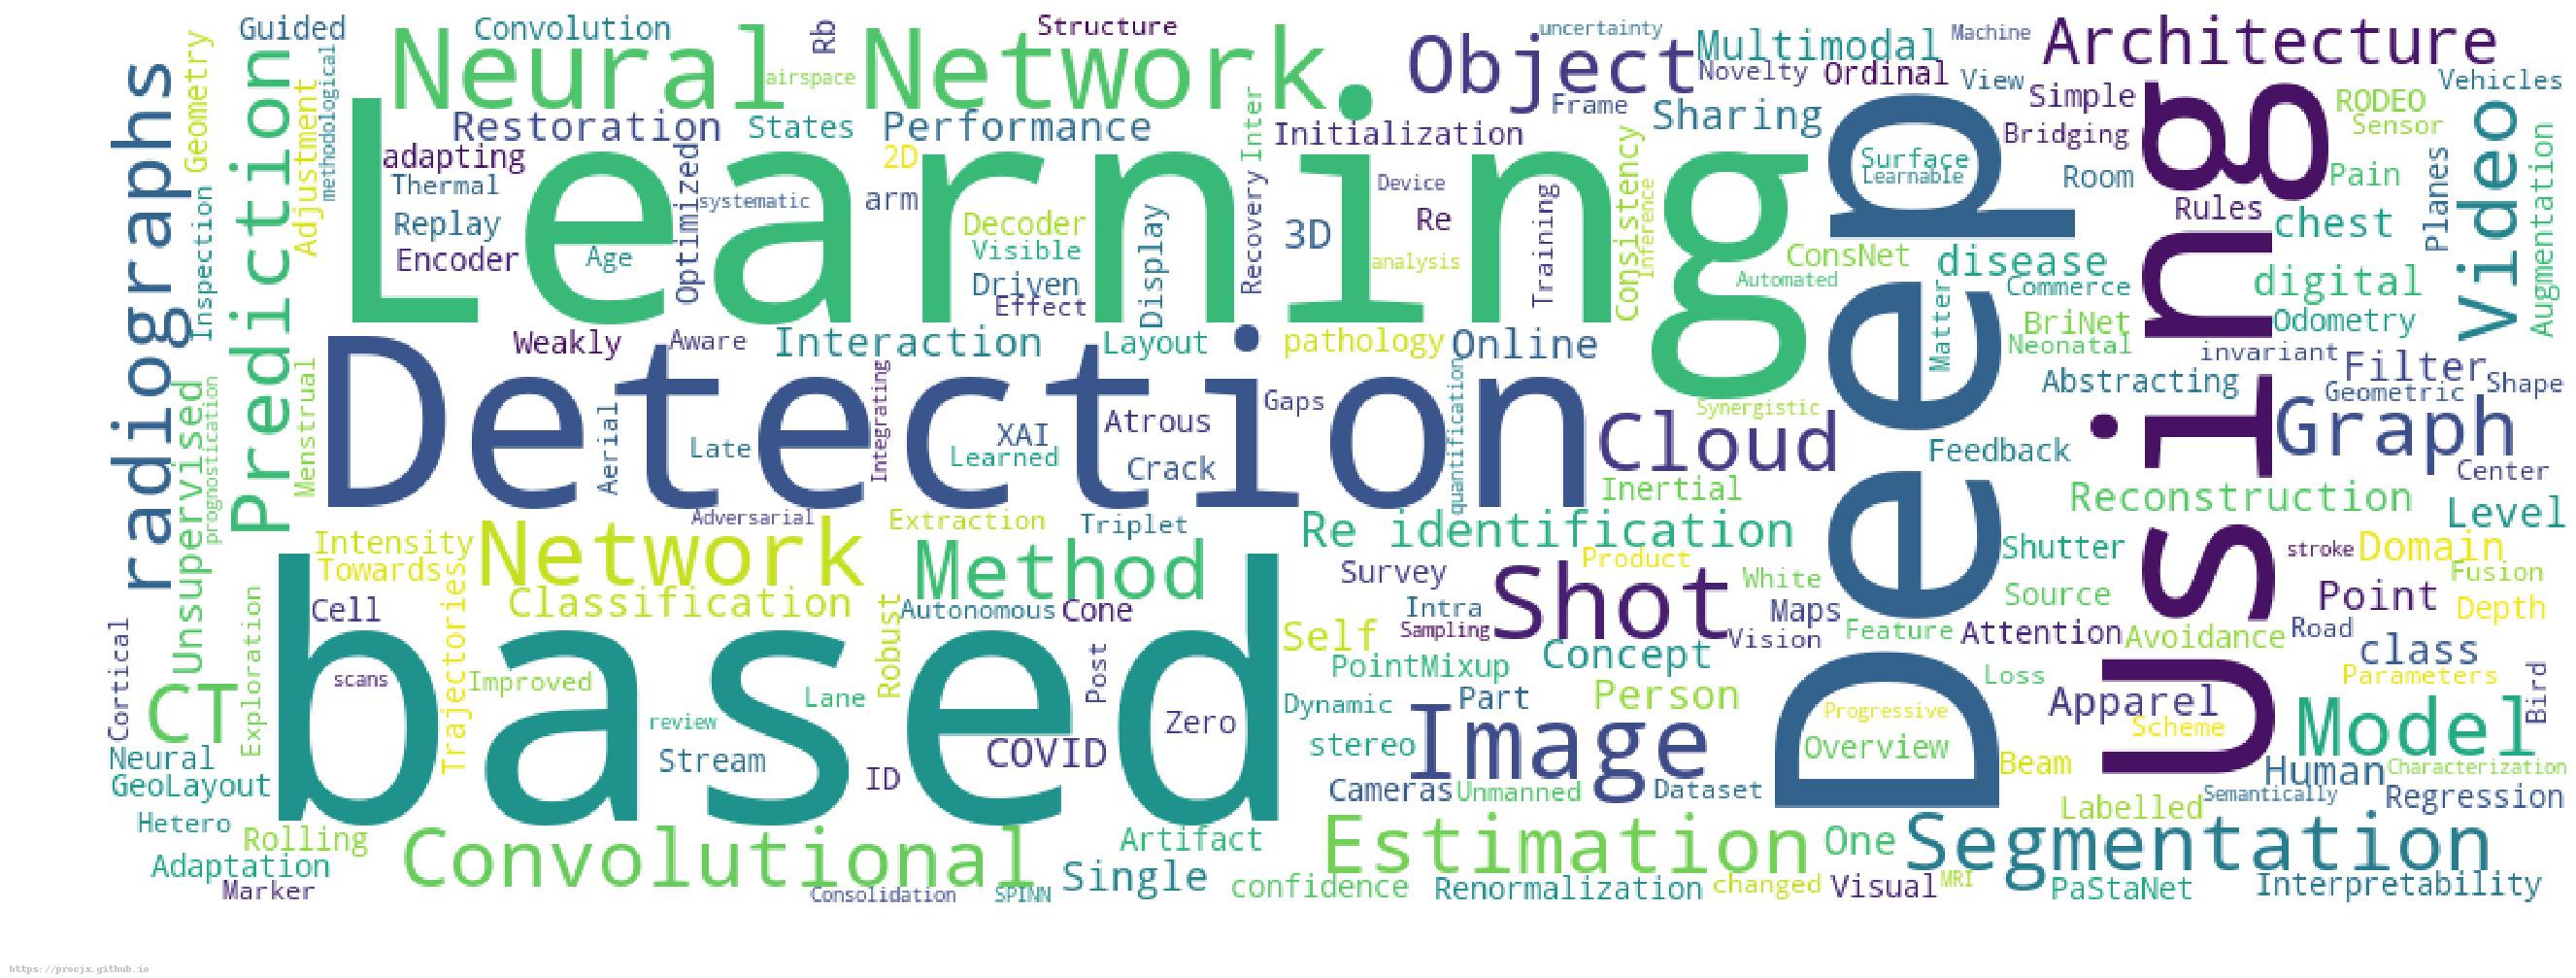 Guided
Convolution
Rb
Structure
uncertainty
Machine
Architecture
Neural Network
Object
Multimodal
airspace
Novelty
Ordinal
View
Vehicles
Geometry
methodological
Prediction
radiographs
Adjustment
Frame
Sharing
Simple
RODEO
Sensor
Restoration
States
Performance
Initialization
Bridging
Video
adapting
2D
Recovery
Inter
Surface
Learnable
Learning
Deep
Using
Thermal
systematic
arm
Device
Room
Pain
Planes
Augmentation
Replay
Optimized
Decoder
3D
Re
Training
Consistency
Inference
Rules
chest
Encoder
Age
Visible
Display
analysis
ConsNet
disease
Inspection
Driven
Effect
Automated
Matter
Commerce
digital
Weakly
Aware
Interaction
Layout
pathology
Online
BriNet
Neonatal
Odometry
invariant
Filter
Detection
Unsupervised
prognostication
Menstrual
Aerial
Integrating
Gaps
quantification
Synergistic
Abstracting
Geometric
Shape
Late
XAI
Learned
Atrous
Crack
Cloud
Feedback
Graph
Center
Inertial
Reconstruction
Level
Adversarial
Extraction
Triplet
Re identification
Intensity
Towards
Network
Method
Product
Shutter
stroke
Domain
Fusion
Classification
Survey
Shot
White
Source
Point
Depth
Cell
Robust
Autonomous
Cone
Intra
Sampling
Maps
Vision
Feature
Attention
Avoidance
Road
Cortical
Exploration
Trajectories
based
Self
PointMixup
Concept
class
scans
Improved
Post
Loss
Parameters
Bird
CT
Lane
review
Zero
Dynamic
Part
Person
Progressive
Apparel
Scheme
Model
Neural
Stream
ID
COVID
stereo
Image
Overview
Beam
Human
Characterization
GeoLayout
Cameras
Unmanned
Dataset
Labelled
Semantically
Regression
Hetero
Rolling
Convolutional
Artifact
Estimation
One
Segmentation
Adaptation
Marker
Consolidation
SPINN
Single
confidence
Renormalization
changed
Visual
MRI
PaStaNet
Interpretability
https://procjx.github.io